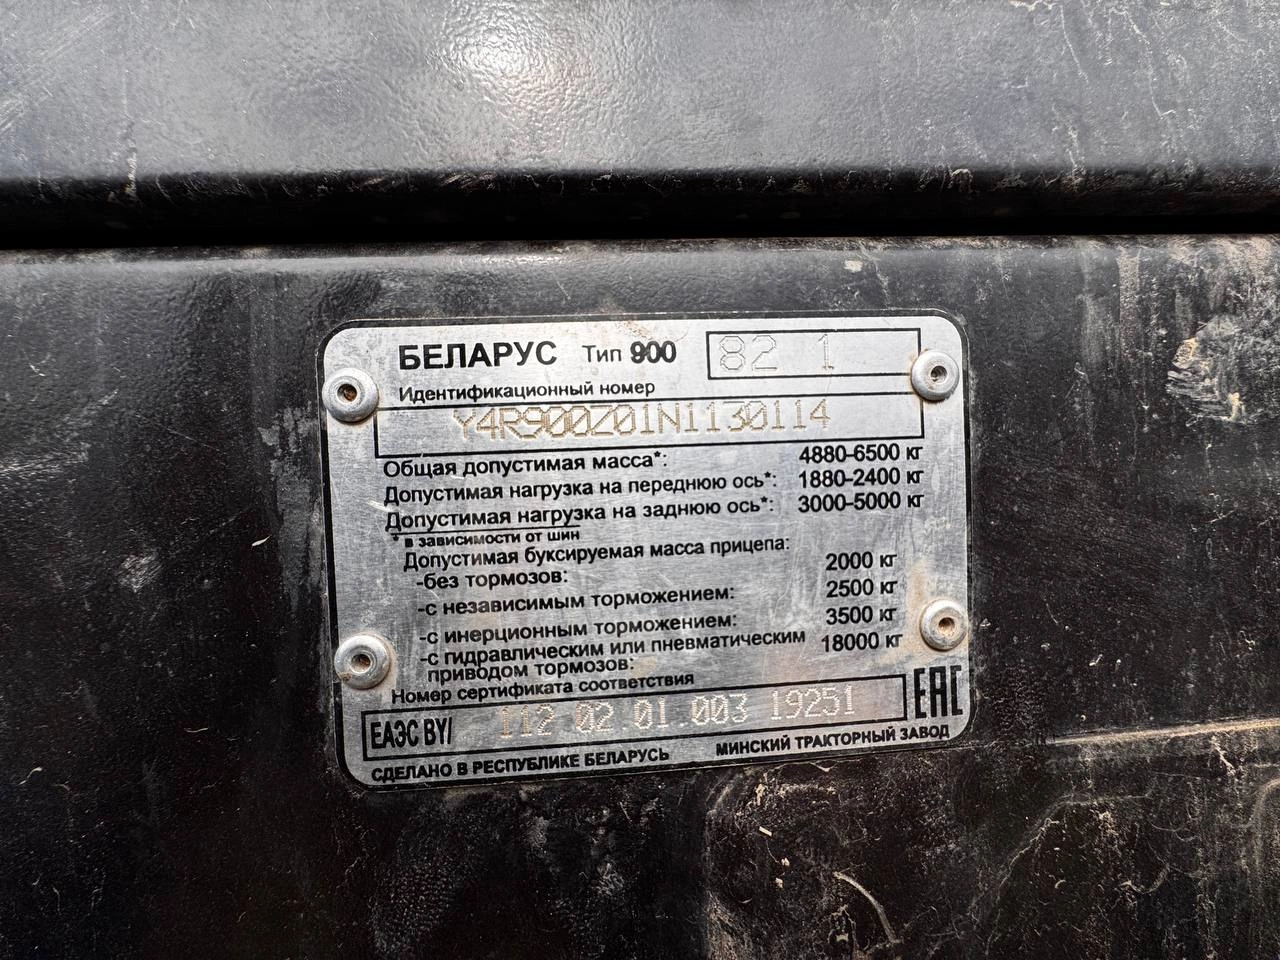 БЕЛАРУС Тип 900 82 1
Идентификационный номер
Y4R900Z01N1130114
Общая допустимая масса*: 4880-6500 кг
Допустимая нагрузка на переднюю ось*: 1880-2400 кг
Допустимая нагрузка на заднюю ось*: 3000-5000 кг
* в зависимости от шин
Допустимая буксируемая масса прицепа:
-без тормозов: 2000 кг
-с независимым торможением: 2500 кг
-с инерционным торможением: 3500 кг
-с гидравлическим или пневматическим 18000 кг
приводом тормозов:
Номер сертификата соответствия
ЕАЭС BY/ 112 02 01.003 19251 ЕАС
СДЕЛАНО В РЕСПУБЛИКЕ БЕЛАРУСЬ МИНСКИЙ ТРАКТОРНЫЙ ЗАВОД